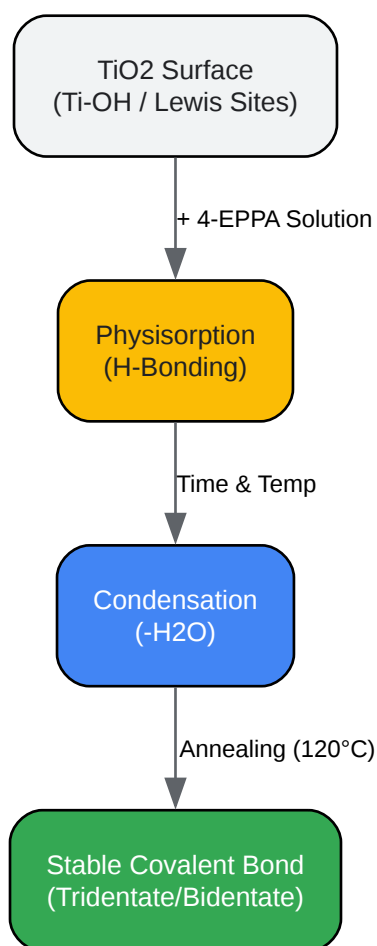 TiO2 Surface
(Ti-OH / Lewis Sites)
+ 4-EPPA Solution
Physisorption
(H-Bonding)
Time & Temp
Condensation
(-H2O)
Annealing (120°C)
Stable Covalent Bond
(Tridentate/Bidentate)